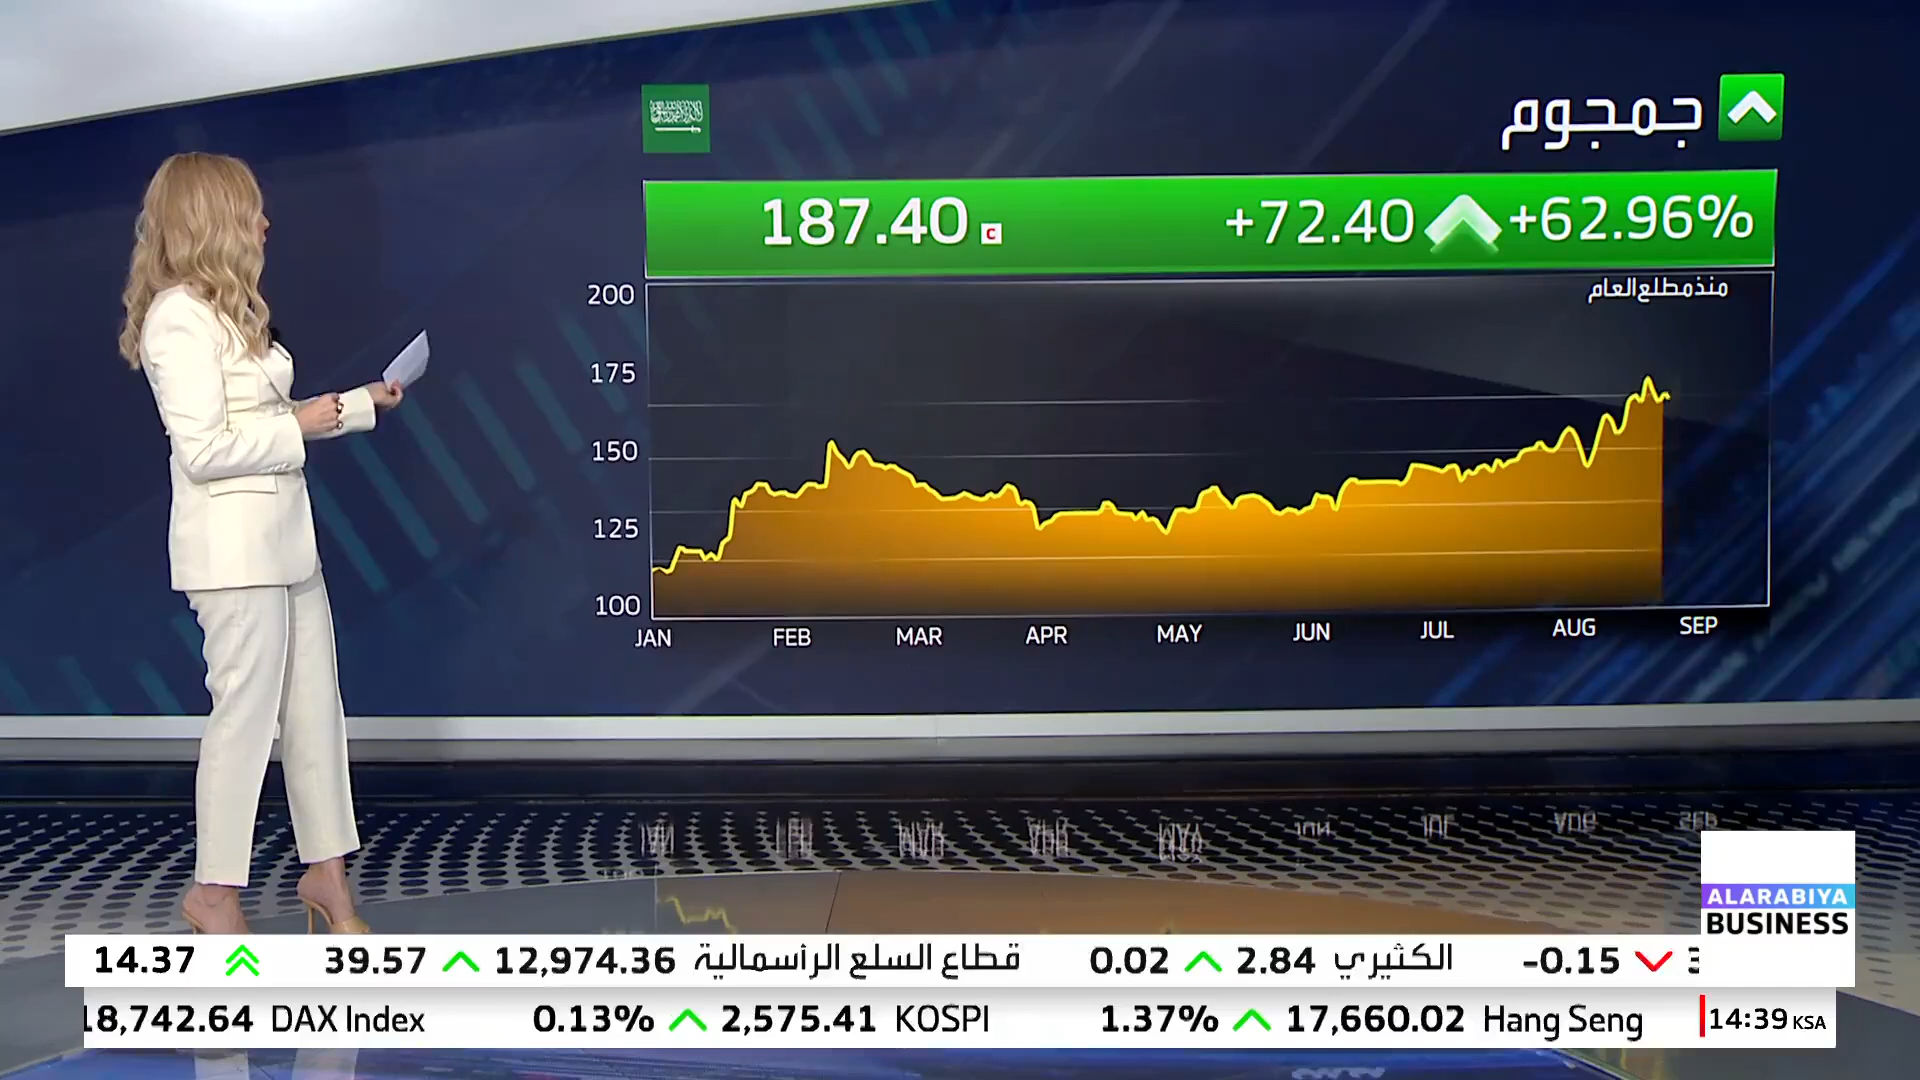 جمجوم
187.40 c +72.40 +62.96%
منذ مطلع العام
200
175
150
125
100
JAN FEB MAR APR MAY JUN JUL AUG SEP
ALARABIYA
BUSINESS
14.37 39.57 12,974.36 قطاع السلع الرأسمالية 0.02 2.84 الكثيري -0.15
18,742.64 DAX Index 0.13% 2,575.41 KOSPI 1.37% 17,660.02 Hang Seng 14:39 KSA